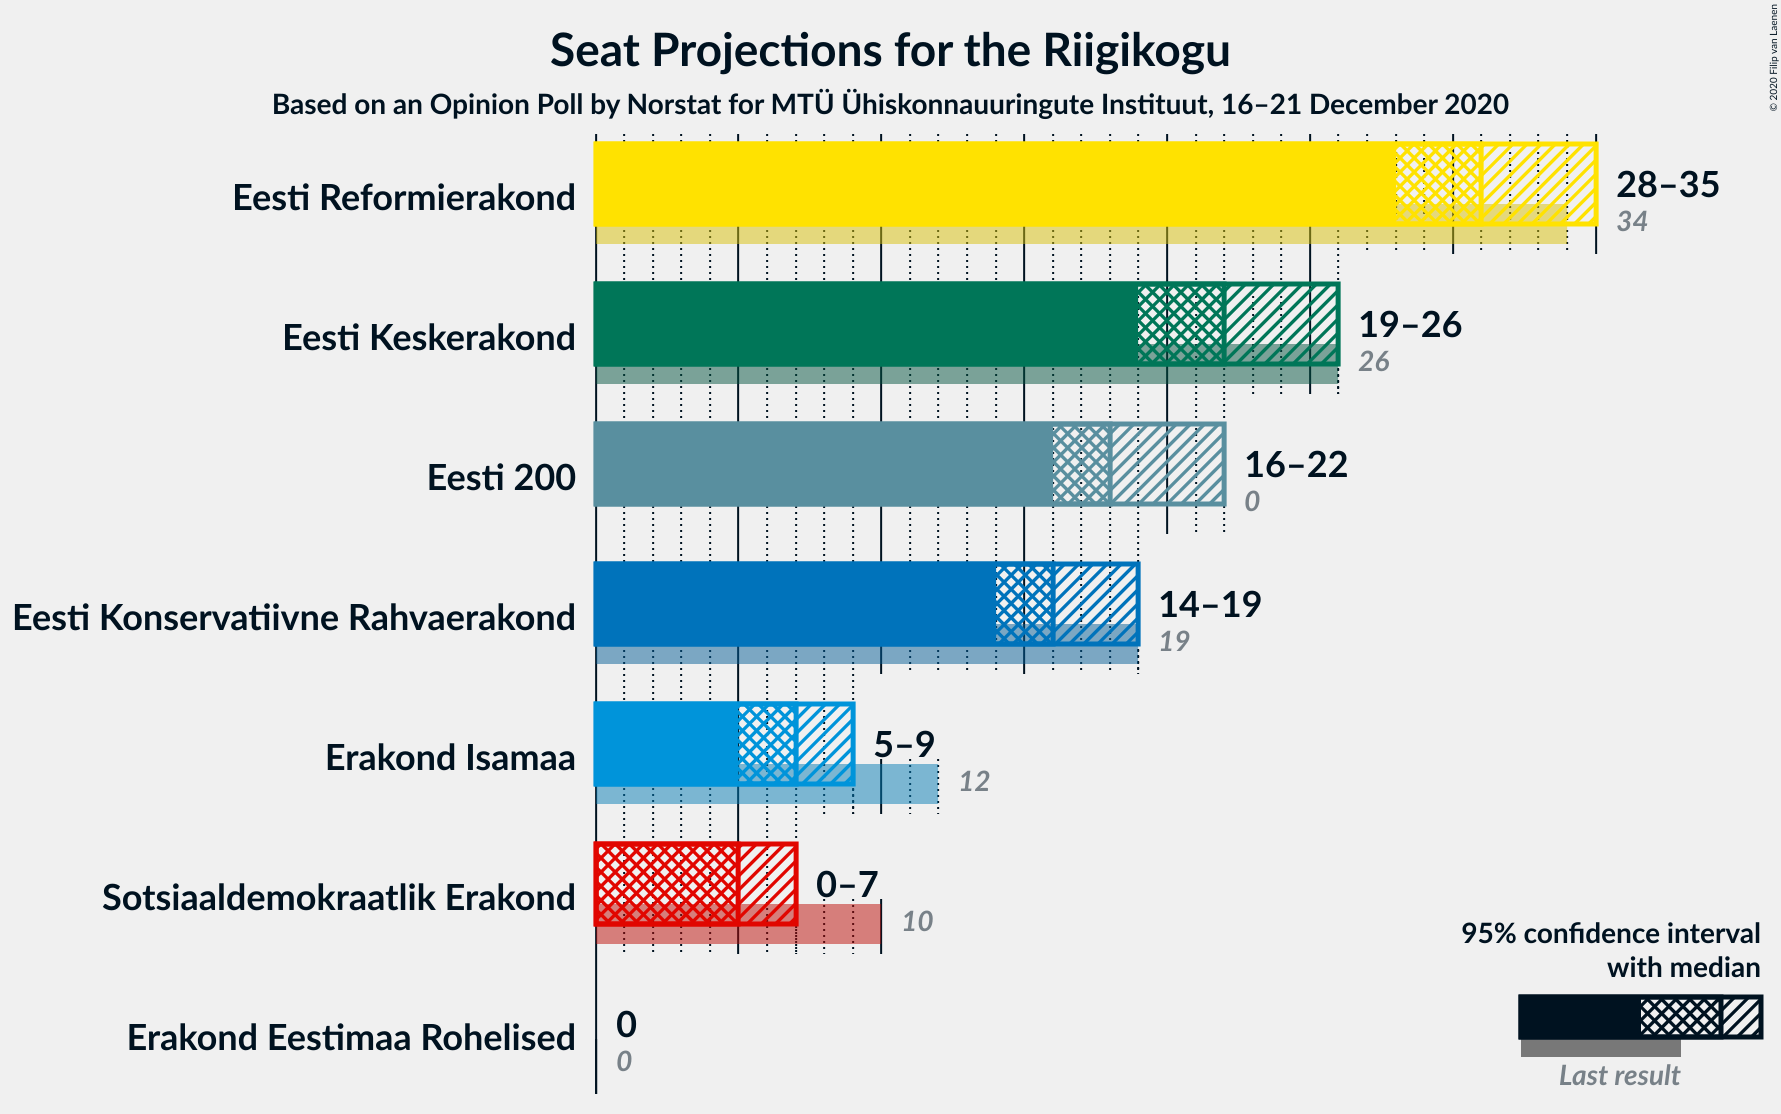 Seat Projections for the Riigikogu
Based on an Opinion Poll by Norstat for MTÜ Ühiskonnauuringute Instituut, 16–21 December 2020
© 2020 Filip van Laenen
Eesti Reformierakond
28–35
34
Eesti Keskerakond
19–26
26
Eesti 200
16–22
0
Eesti Konservatiivne Rahvaerakond
14–19
19
Erakond Isamaa
5–9
12
Sotsiaaldemokraatlik Erakond
0–7
10
Erakond Eestimaa Rohelised
0
0
95% confidence interval
with median
Last result